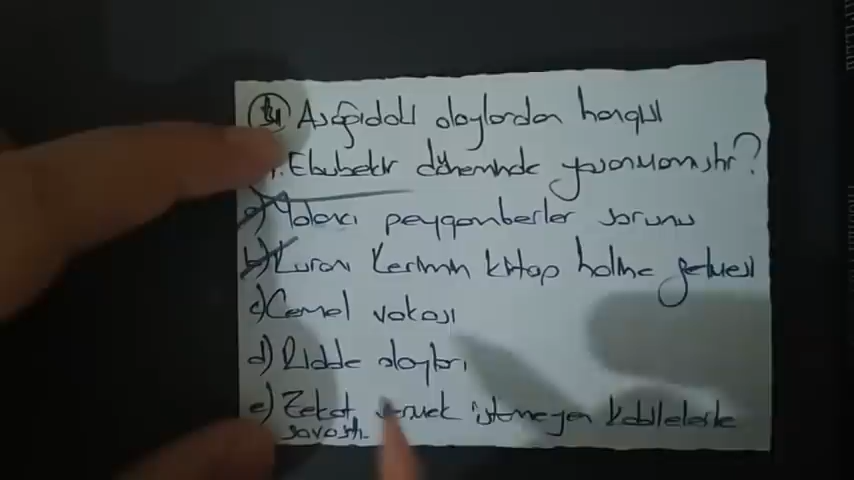 Aşağıdaki olaylardan hangisi
Ebubekir döneminde yaşanmamıştır?
a) Yalancı peygamberler sorunu
b) Kuranı Kerimin kitap haline gelmesi
c) Cemel vakası
d) Ridde olayları
e) Zekat vermek istemeyen kabilelerle
savaştı.